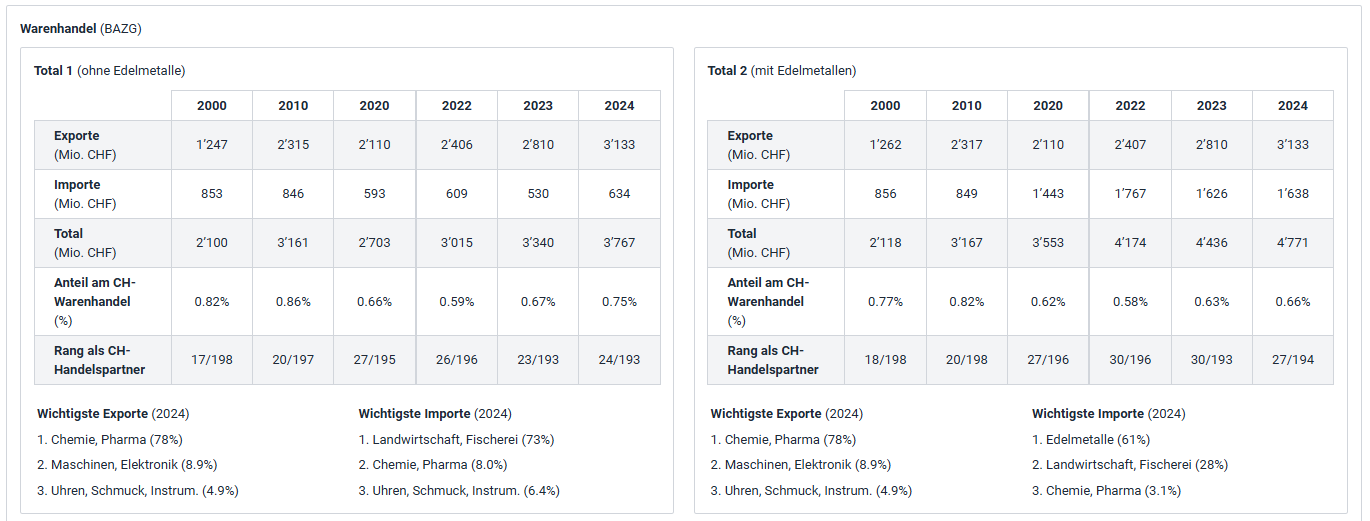 Warenhandel (BAZG)
Total 1 (ohne Edelmetalle)
2000 2010 2020 2022 2023 2024
Exporte
(Mio. CHF) 1’247 2’315 2’110 2’406 2’810 3’133
Importe
(Mio. CHF) 853 846 593 609 530 634
Total
(Mio. CHF) 2’100 3’161 2’703 3’015 3’340 3’767
Anteil am CH-
Warenhandel 0.82% 0.86% 0.66% 0.59% 0.67% 0.75%
(%)
Rang als CH-
Handelspartner 17/198 20/197 27/195 26/196 23/193 24/193
Wichtigste Exporte (2024)
1. Chemie, Pharma (78%)
2. Maschinen, Elektronik (8.9%)
3. Uhren, Schmuck, Instrum. (4.9%)
Wichtigste Importe (2024)
1. Landwirtschaft, Fischerei (73%)
2. Chemie, Pharma (8.0%)
3. Uhren, Schmuck, Instrum. (6.4%)
Total 2 (mit Edelmetallen)
2000 2010 2020 2022 2023 2024
Exporte
(Mio. CHF) 1’262 2’317 2’110 2’407 2’810 3’133
Importe
(Mio. CHF) 856 849 1’443 1’767 1’626 1’638
Total
(Mio. CHF) 2’118 3’167 3’553 4’174 4’436 4’771
Anteil am CH-
Warenhandel 0.77% 0.82% 0.62% 0.58% 0.63% 0.66%
(%)
Rang als CH-
Handelspartner 18/198 20/198 27/196 30/196 30/193 27/194
Wichtigste Exporte (2024)
1. Chemie, Pharma (78%)
2. Maschinen, Elektronik (8.9%)
3. Uhren, Schmuck, Instrum. (4.9%)
Wichtigste Importe (2024)
1. Edelmetalle (61%)
2. Landwirtschaft, Fischerei (28%)
3. Chemie, Pharma (3.1%)